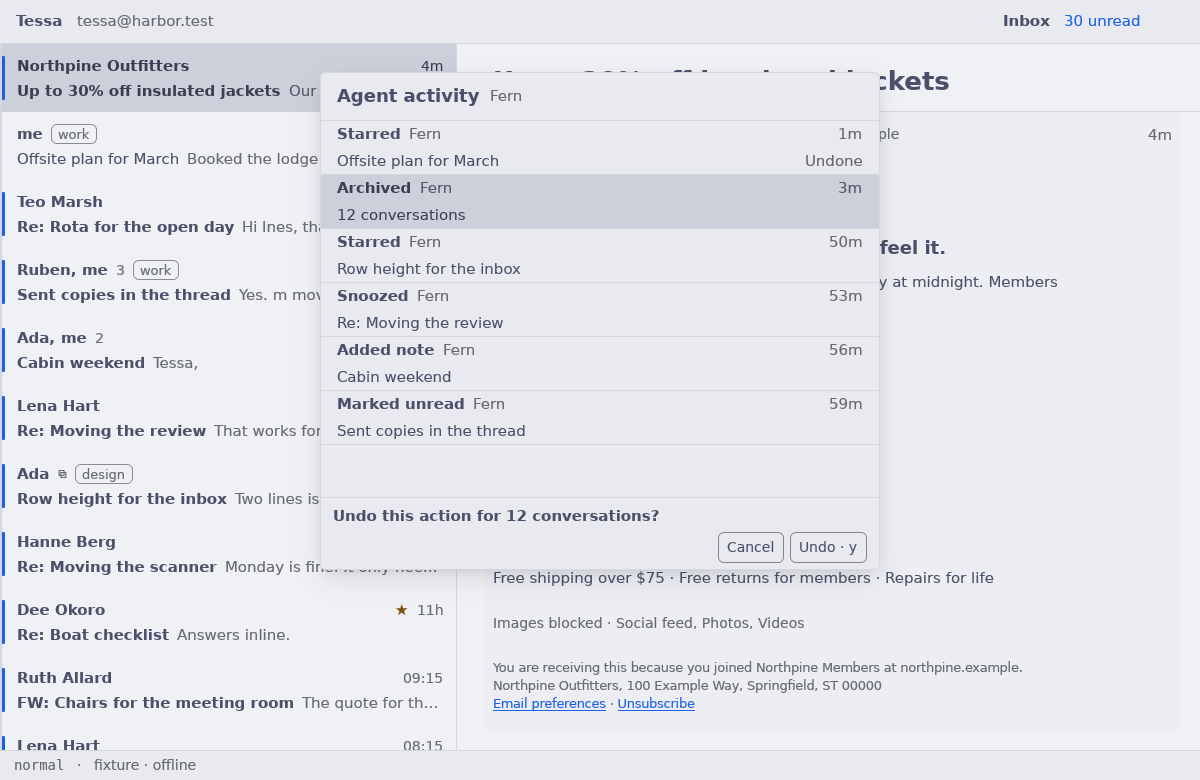 Tessa tessa@harbor.test
Inbox 30 unread
Northpine Outfitters 4m
Up to 30% off insulated jackets Our
me work
Offsite plan for March Booked the lodge
Teo Marsh
Re: Rota for the open day Hi Ines,
Ruben, me 3 work
Sent copies in the thread Yes. m
Ada, me 2
Cabin weekend Tessa,
Lena Hart
Re: Moving the review That works for
Ada design
Row height for the inbox Two lines is
Hanne Berg
Re: Moving the scanner Monday is
Dee Okoro ★ 11h
Re: Boat checklist Answers inline.
Ruth Allard 09:15
FW: Chairs for the meeting room The quote for th…
Lena Hart 08:15
4m
feel it.
at midnight. Members
Free shipping over $75 · Free returns for members · Repairs for life
Images blocked · Social feed, Photos, Videos
You are receiving this because you joined Northpine Members at northpine.example.
Northpine Outfitters, 100 Example Way, Springfield, ST 00000
Email preferences · Unsubscribe
Agent activity Fern
Starred Fern 1m
Offsite plan for March Undone
Archived Fern 3m
12 conversations
Starred Fern 50m
Row height for the inbox
Snoozed Fern 53m
Re: Moving the review
Added note Fern 56m
Cabin weekend
Marked unread Fern 59m
Sent copies in the thread
Undo this action for 12 conversations?
Cancel Undo · y
normal · fixture · offline